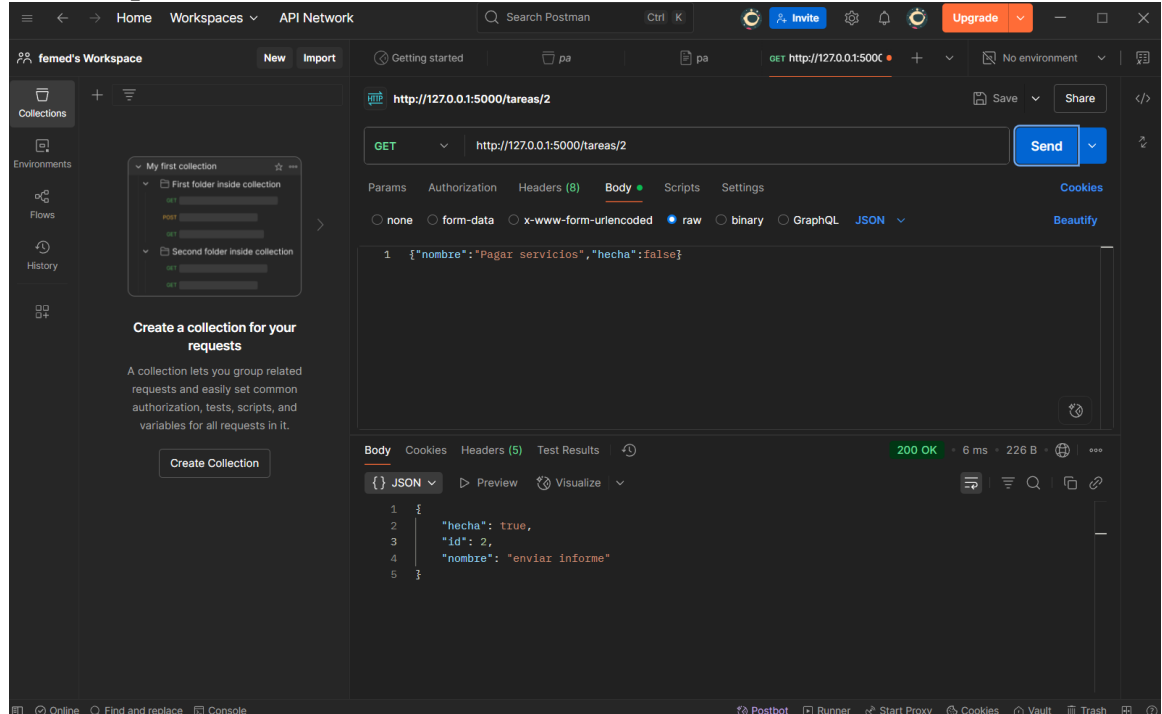 Home Workspaces API Network Search Postman Ctrl K Invite Upgrade
femed's Workspace New Import Getting started pa pa GET http://127.0.0.1:5000 No environment
Collections
Environments
Flows
History
My first collection
First folder inside collection
GET
POST
GET
Second folder inside collection
GET
GET
Create a collection for your
requests
A collection lets you group related
requests and easily set common
authorization, tests, scripts, and
variables for all requests in it.
Create Collection
HTTP http://127.0.0.1:5000/tareas/2 Save Share
GET http://127.0.0.1:5000/tareas/2 Send
Params Authorization Headers (8) Body Scripts Settings Cookies
none form-data x-www-form-urlencoded raw binary GraphQL JSON Beautify
1 {"nombre":"Pagar servicios","hecha":false}
Body Cookies Headers (5) Test Results 200 OK 6 ms 226 B
{} JSON Preview Visualize
1 {
2 "hecha": true,
3 "id": 2,
4 "nombre": "enviar informe"
5 }
Online Find and replace Console Postbot Runner Start Proxy Cookies Vault Trash